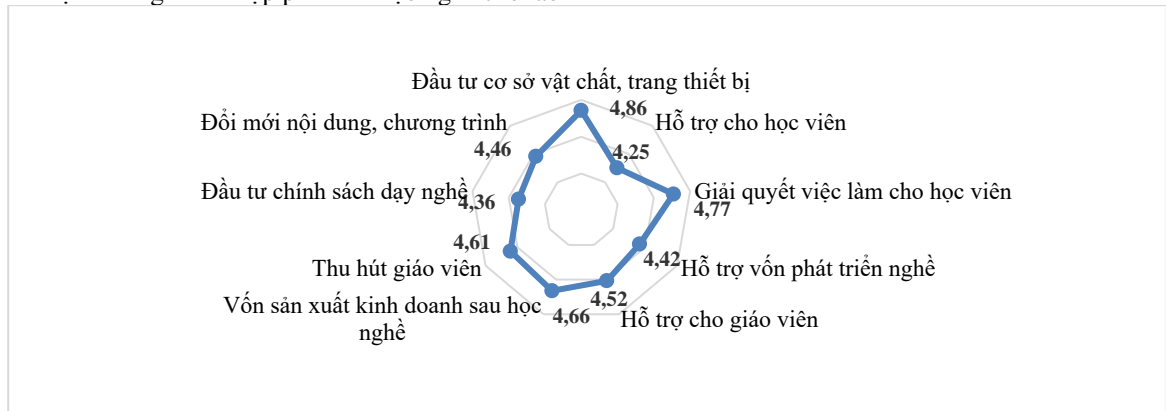 Đầu tư cơ sở vật chất, trang thiết bị
4,86
Hỗ trợ cho học viên
4,25
Giải quyết việc làm cho học viên
4,77
Hỗ trợ vốn phát triển nghề
4,42
Hỗ trợ cho giáo viên
4,52
Vốn sản xuất kinh doanh sau học
nghề
4,66
Thu hút giáo viên
4,61
Đầu tư chính sách dạy nghề
4,36
Đổi mới nội dung, chương trình
4,46